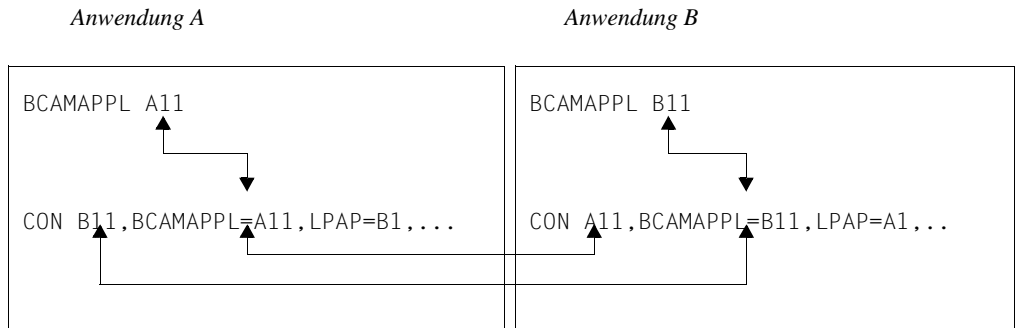 Anwendung A
Anwendung B
BCAMAPPL A11
CON B11,BCAMAPPL=A11,LPAP=B1,...
BCAMAPPL B11
CON A11,BCAMAPPL=B11,LPAP=A1,..